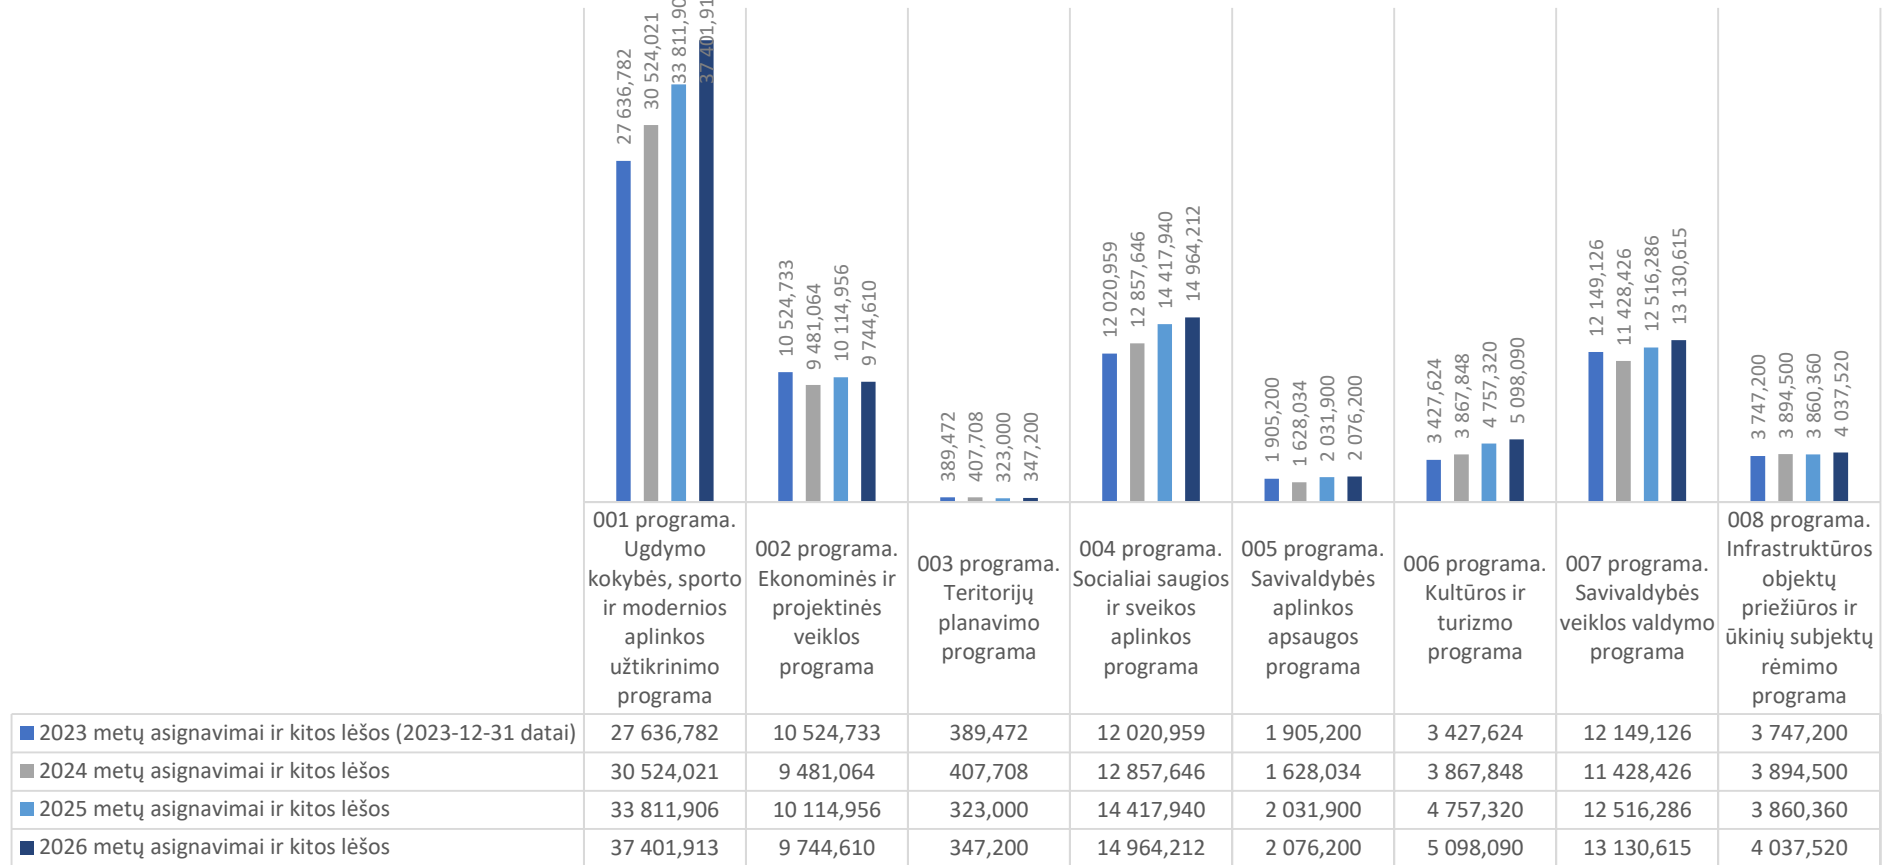 27 636,782
30 524,021
33 811,90
37 401,91
10 524,733
9 481,064
10 114,956
9 744,610
389,472
407,708
323,000
347,200
12 020,959
12 857,646
14 417,940
14 964,212
1 905,200
1 628,034
2 031,900
2 076,200
3 427,624
3 867,848
4 757,320
5 098,090
12 149,126
11 428,426
12 516,286
13 130,615
3 747,200
3 894,500
3 860,360
4 037,520
001 programa.
Ugdymo
kokybės, sporto
ir modernios
aplinkos
užtikrinimo
programa
002 programa.
Ekonominės ir
projektinės
veiklos
programa
003 programa.
Teritorijų
planavimo
programa
004 programa.
Socialiai saugios
ir sveikos
aplinkos
programa
005 programa.
Savivaldybės
aplinkos
apsaugos
programa
006 programa.
Kultūros ir
turizmo
programa
007 programa.
Savivaldybės
veiklos valdymo
programa
008 programa.
Infrastruktūros
objektų
priežiūros ir
ūkinių subjektų
rėmimo
programa
2023 metų asignavimai ir kitos lėšos (2023-12-31 datai) 27 636,782 10 524,733 389,472 12 020,959 1 905,200 3 427,624 12 149,126 3 747,200
2024 metų asignavimai ir kitos lėšos 30 524,021 9 481,064 407,708 12 857,646 1 628,034 3 867,848 11 428,426 3 894,500
2025 metų asignavimai ir kitos lėšos 33 811,906 10 114,956 323,000 14 417,940 2 031,900 4 757,320 12 516,286 3 860,360
2026 metų asignavimai ir kitos lėšos 37 401,913 9 744,610 347,200 14 964,212 2 076,200 5 098,090 13 130,615 4 037,520